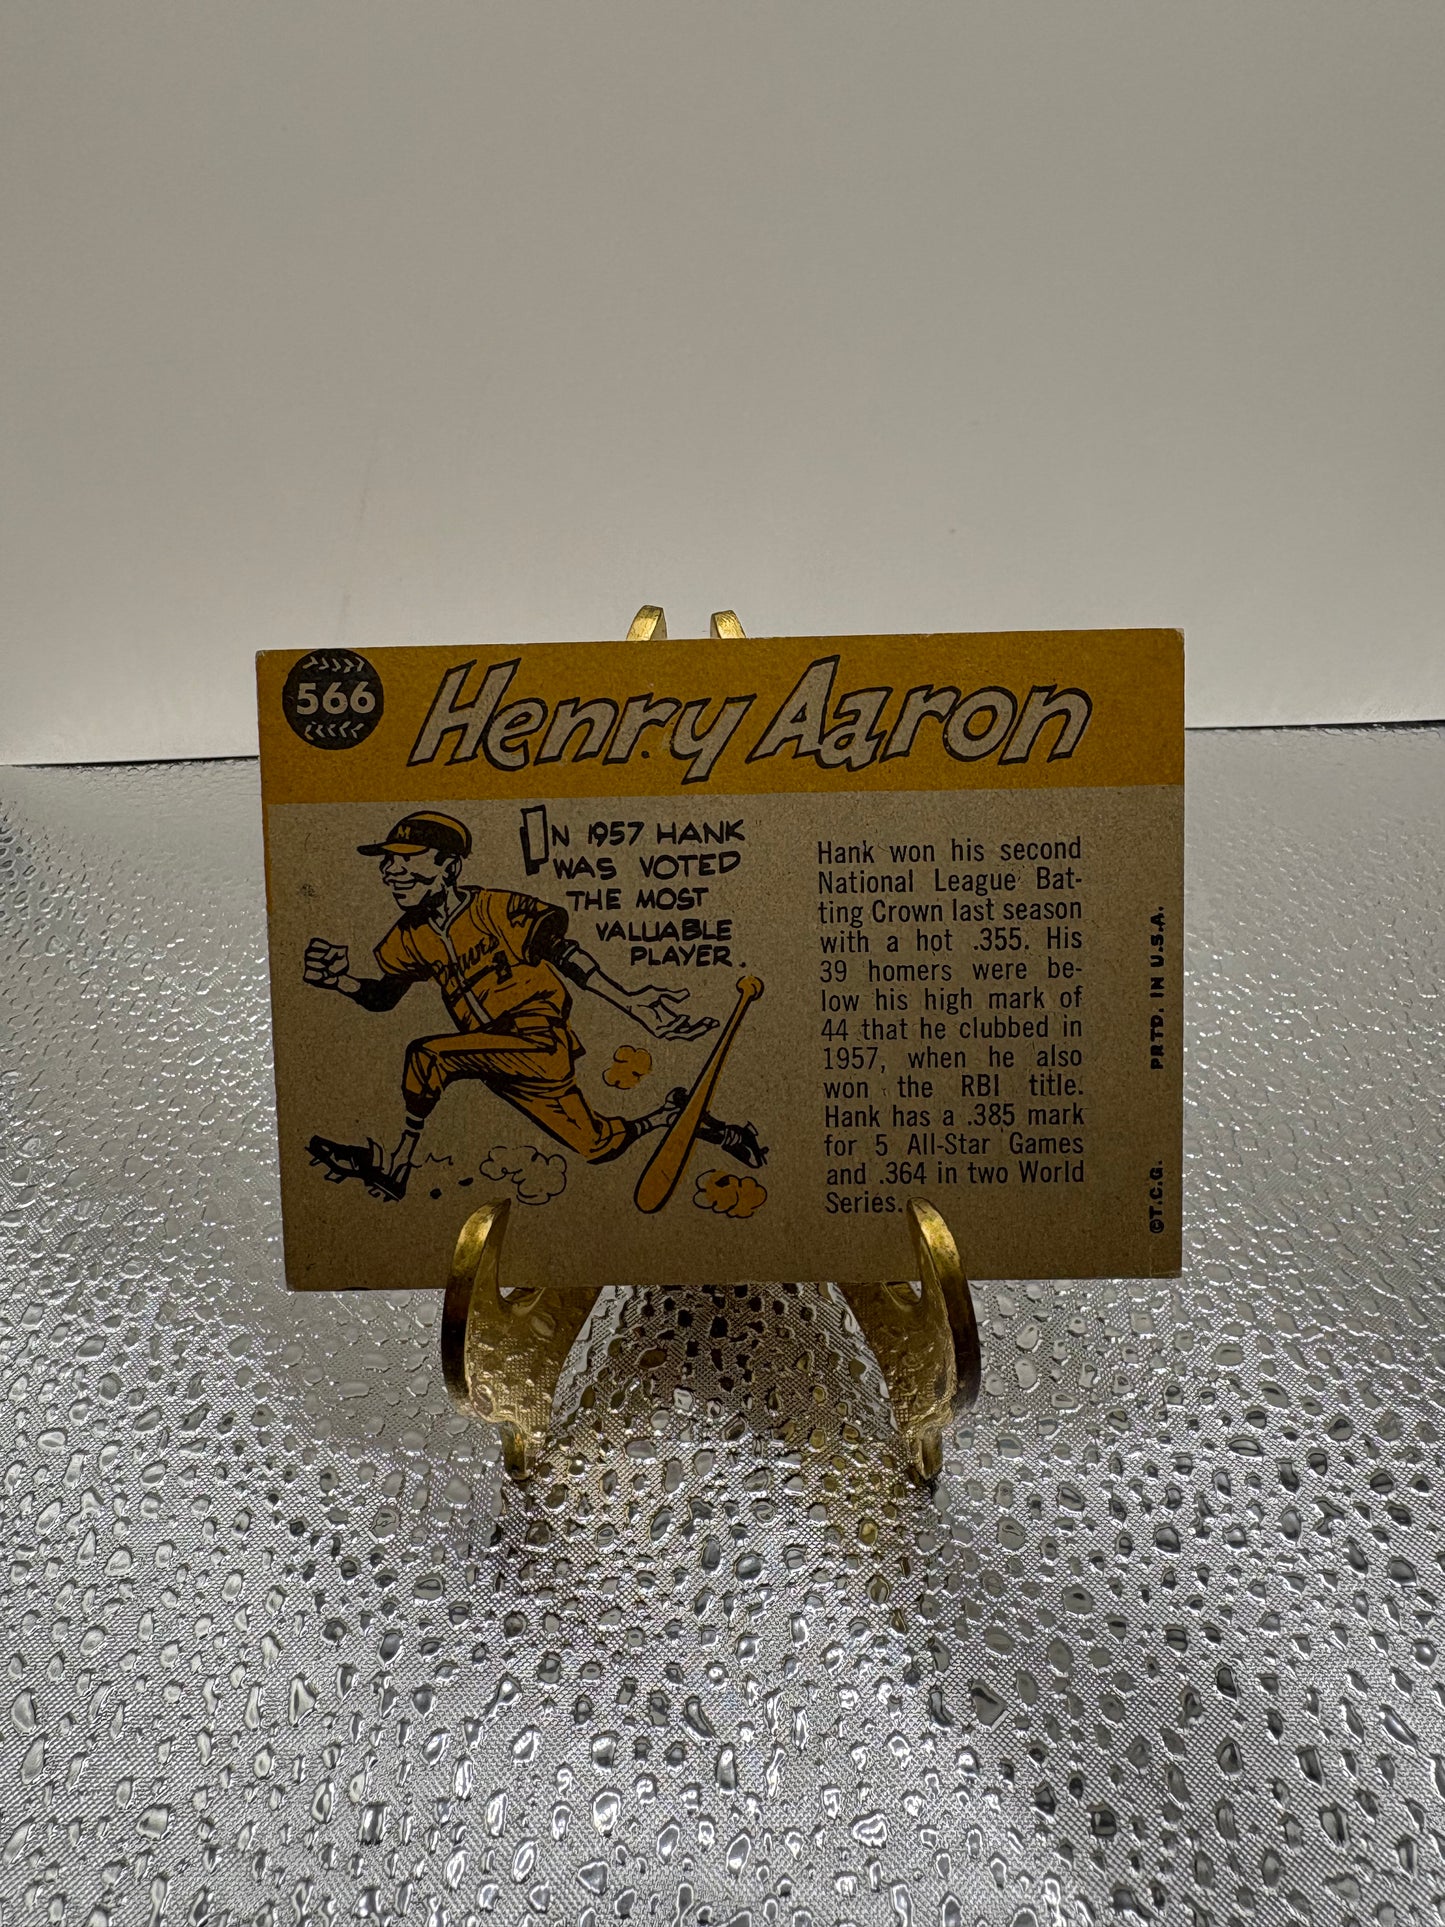 566
Henry Aaron
IN 1957 HANK
WAS VOTED
THE MOST
VALUABLE
PLAYER.
M
Braves
Hank won his second
National League Bat-
ting Crown last season
with a hot .355. His
39 homers were be-
low his high mark of
44 that he clubbed in
1957, when he also
won the RBI title.
Hank has a .385 mark
for 5 All-Star Games
and .364 in two World
Series.
©T.C.G. PRTD. IN U.S.A.